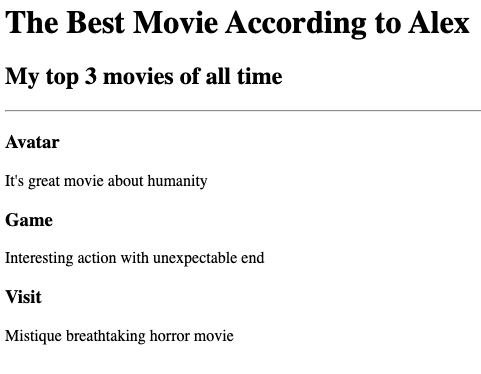 The Best Movie According to Alex
My top 3 movies of all time
Avatar
It's great movie about humanity
Game
Interesting action with unexpectable end
Visit
Mistique breathtaking horror movie